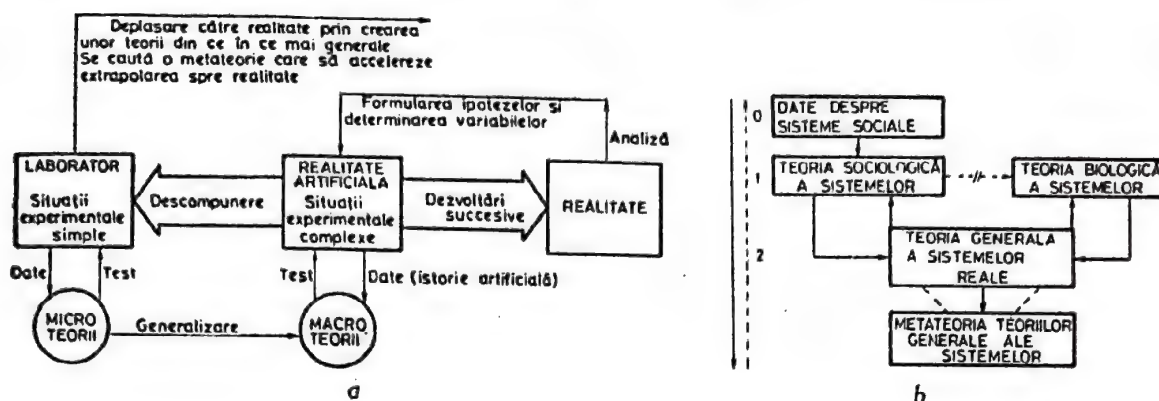 Deplasare către realitate prin crearea
unor teorii din ce în ce mai generale
Se caută o metateorie care să accelereze
extrapolarea spre realitate
Formularea ipotezelor și
determinarea variabilelor
Analiză
LABORATOR
Situații
experimentale
simple
Descompunere
REALITATE
ARTIFICIALA
Situații
experimentale
complexe
Dezvoltări
succesive
REALITATE
Date
Test
Test
Date (istorie artificială)
MICRO
TEORII
Generalizare
MACRO
TEORII
a
0
DATE DESPRE
SISTEME SOCIALE
1
TEORIA SOCIOLOGICĂ
A SISTEMELOR
TEORIA BIOLOGICĂ
A SISTEMELOR
2
TEORIA GENERALA
A SISTEMELOR
REALE
METATEORIA TEORIILOR
GENERALE ALE
SISTEMELOR
b